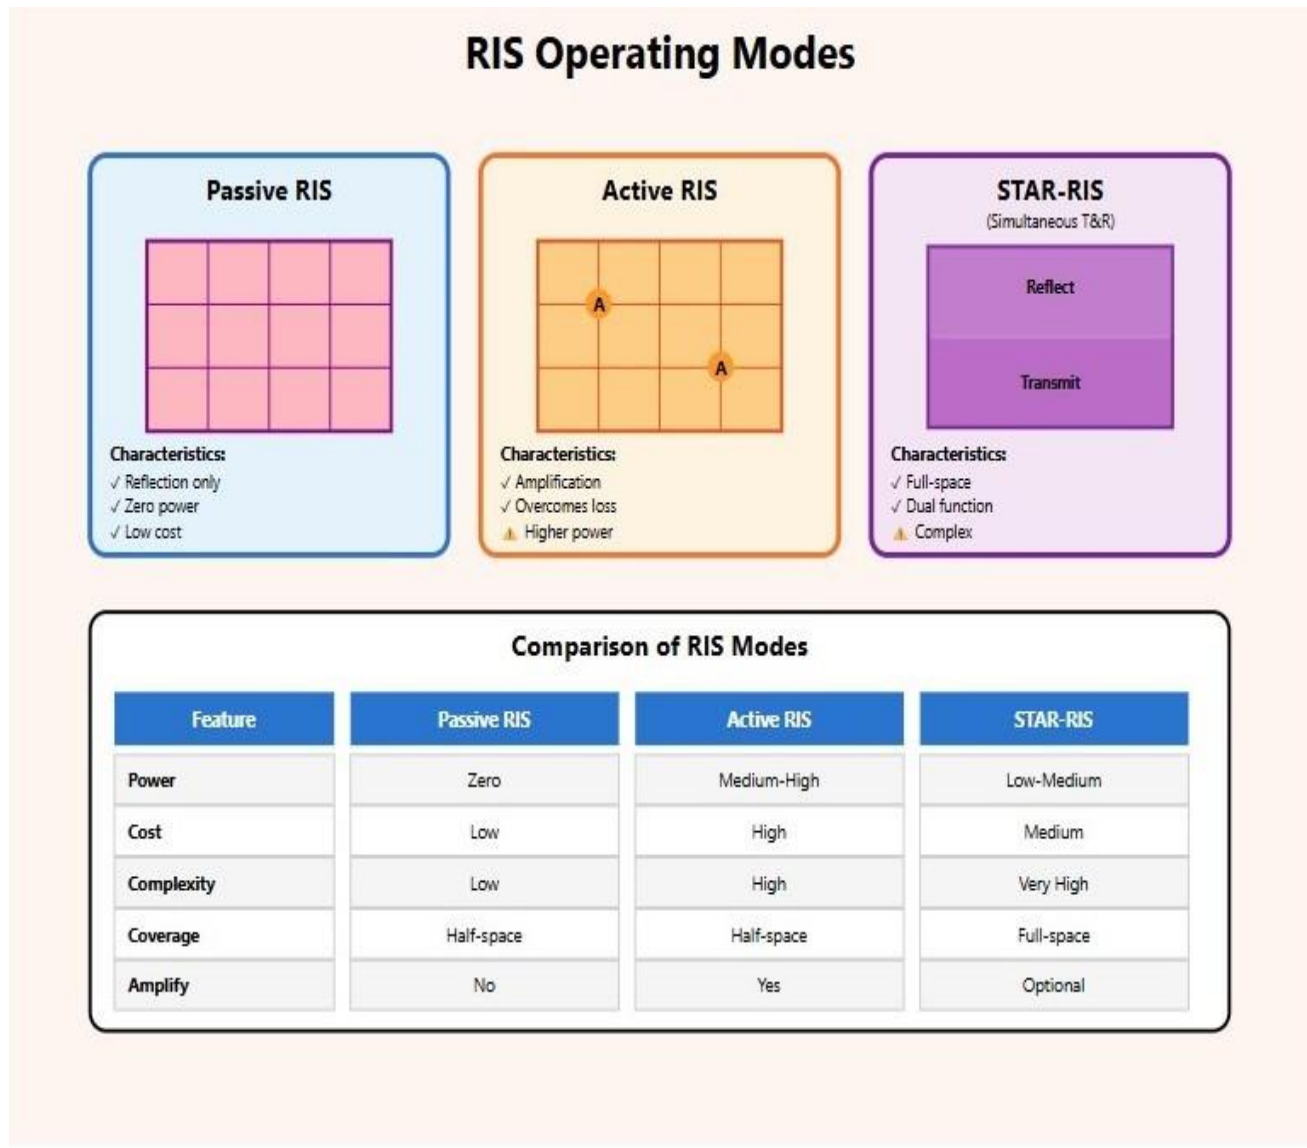 RIS Operating Modes
Passive RIS
Characteristics:
✓ Reflection only
✓ Zero power
✓ Low cost
Active RIS
A
A
Characteristics:
✓ Amplification
✓ Overcomes loss
⚠ Higher power
STAR-RIS
(Simultaneous T&R)
Reflect
Transmit
Characteristics:
✓ Full-space
✓ Dual function
⚠ Complex
Comparison of RIS Modes
Feature Passive RIS Active RIS STAR-RIS
Power Zero Medium-High Low-Medium
Cost Low High Medium
Complexity Low High Very High
Coverage Half-space Half-space Full-space
Amplify No Yes Optional